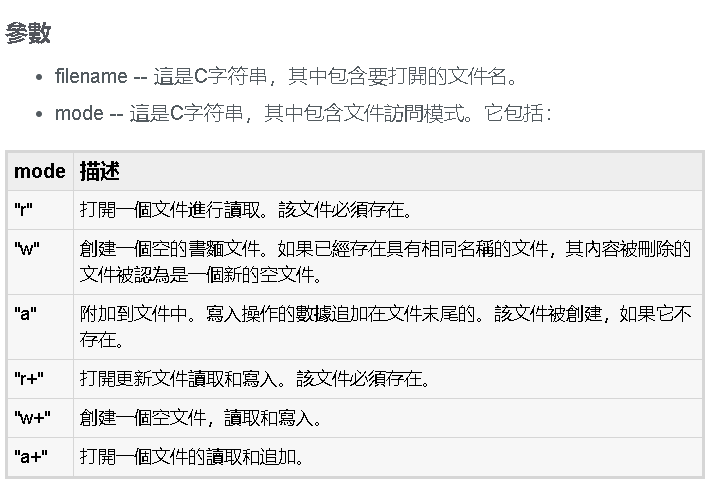 參數
filename -- 這是C字符串，其中包含要打開的文件名。
mode -- 這是C字符串，其中包含文件訪問模式。它包括：
mode 描述
"r" 打開一個文件進行讀取。該文件必須存在。
"w" 創建一個空的書麵文件。如果已經存在具有相同名稱的文件，其內容被刪除的
文件被認為是一個新的空文件。
"a" 附加到文件中。寫入操作的數據追加在文件末尾的。該文件被創建，如果它不
存在。
"r+" 打開更新文件讀取和寫入。該文件必須存在。
"w+" 創建一個空文件，讀取和寫入。
"a+" 打開一個文件的讀取和追加。